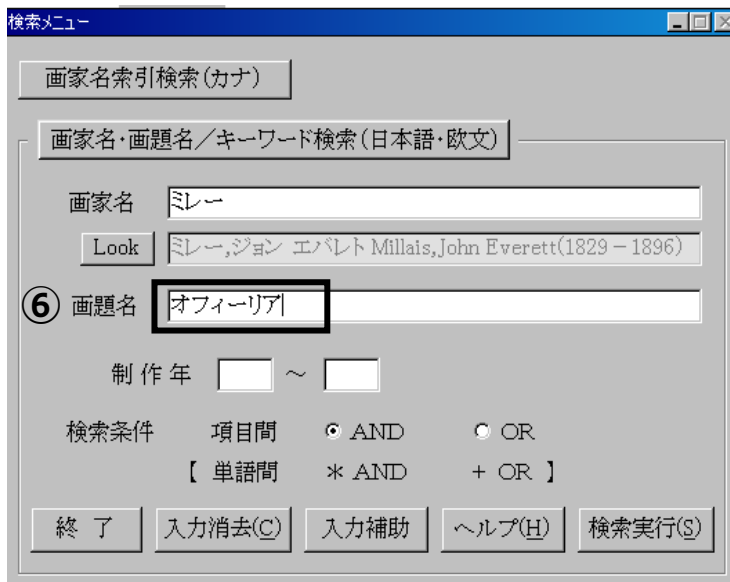 検索メニュー
画家名索引検索(カナ)
画家名・画題名／キーワード検索(日本語・欧文)
画家名 ミレー
Look ミレー,ジョン エバレト Millais,John Everett(1829－1896)
⑥ 画題名 オフィーリア
制作年 ～
検索条件 項目間 AND OR
【 単語間 * AND + OR 】
終 了 入力消去(C) 入力補助 ヘルプ(H) 検索実行(S)